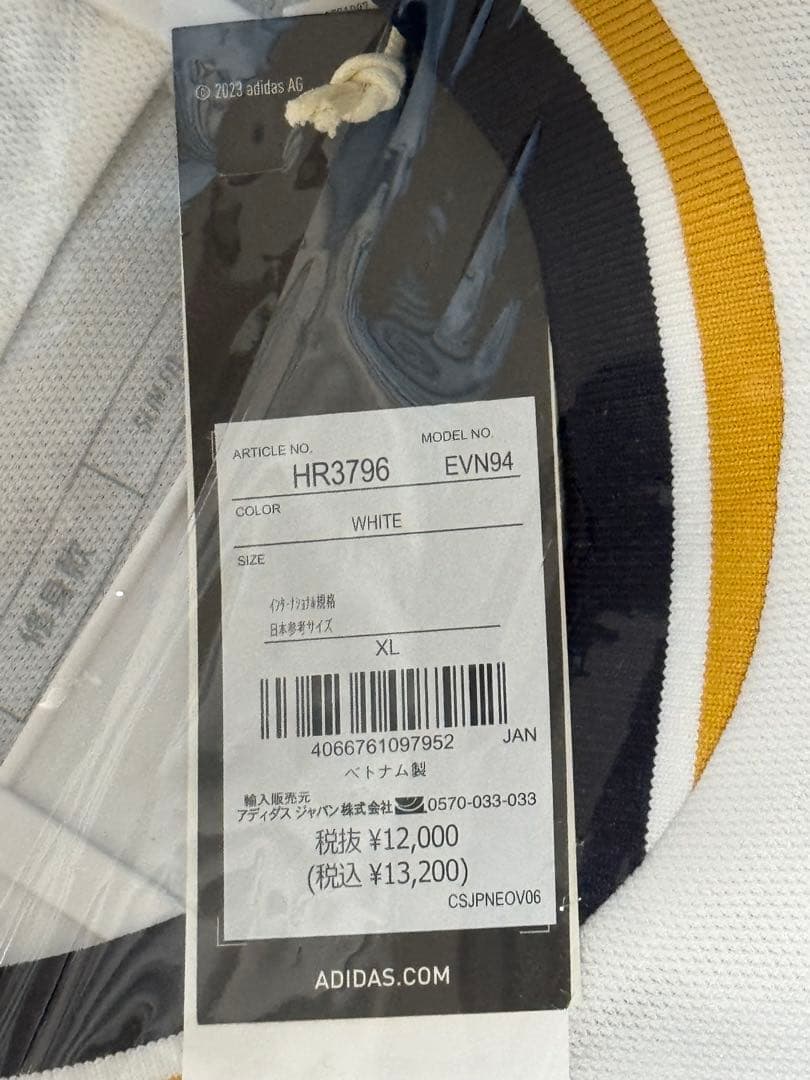 © 2023 adidas AG
ARTICLE NO.
HR3796
MODEL NO.
EVN94
COLOR
WHITE
SIZE
インターナショナル規格
日本参考サイズ
XL
4066761097952
JAN
ベトナム製
輸入販売元
アディダス ジャパン株式会社 0570-033-033
税抜 ¥12,000
(税込 ¥13,200)
CSJPNEOV06
ADIDAS.COM
修身版